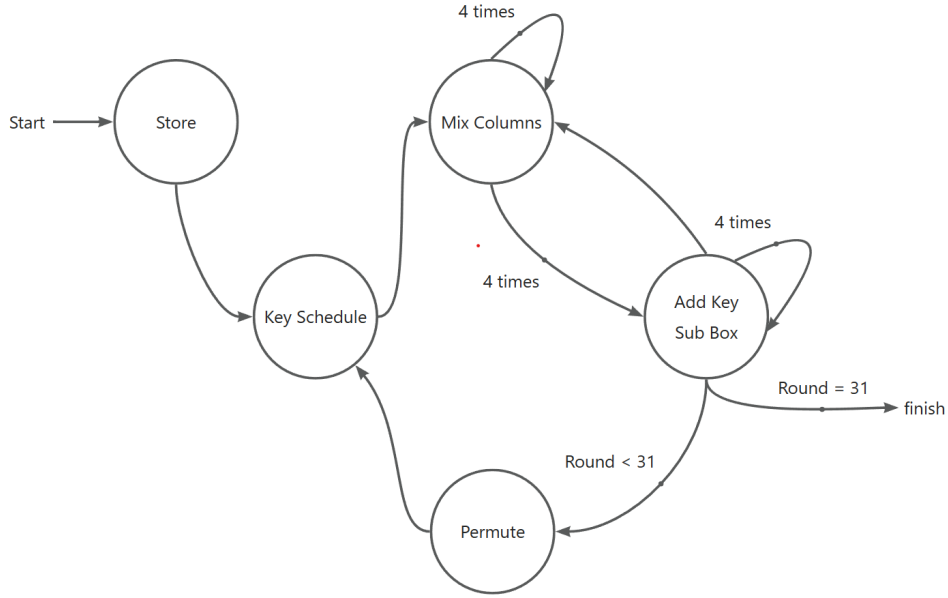 4 times
Start
Store
Mix Columns
4 times
4 times
Key Schedule
Add Key
Sub Box
Round = 31
finish
Round < 31
Permute